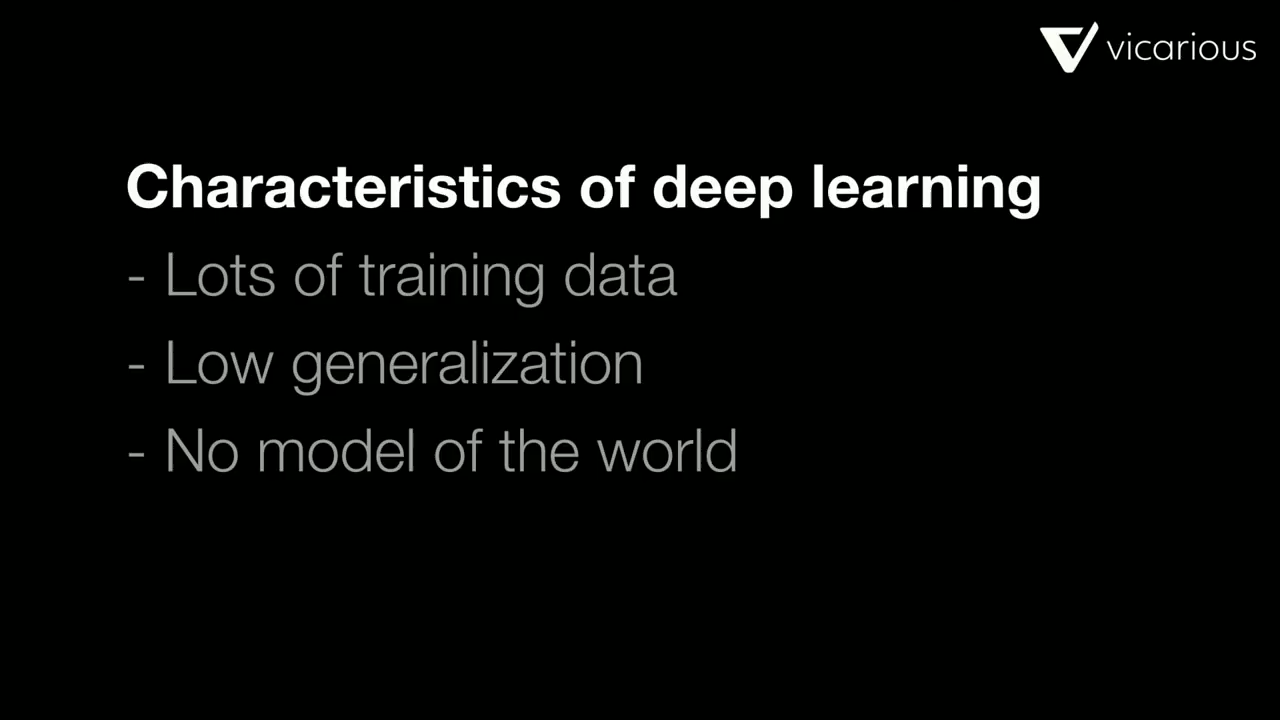 vicarious
Characteristics of deep learning
- Lots of training data
- Low generalization
- No model of the world